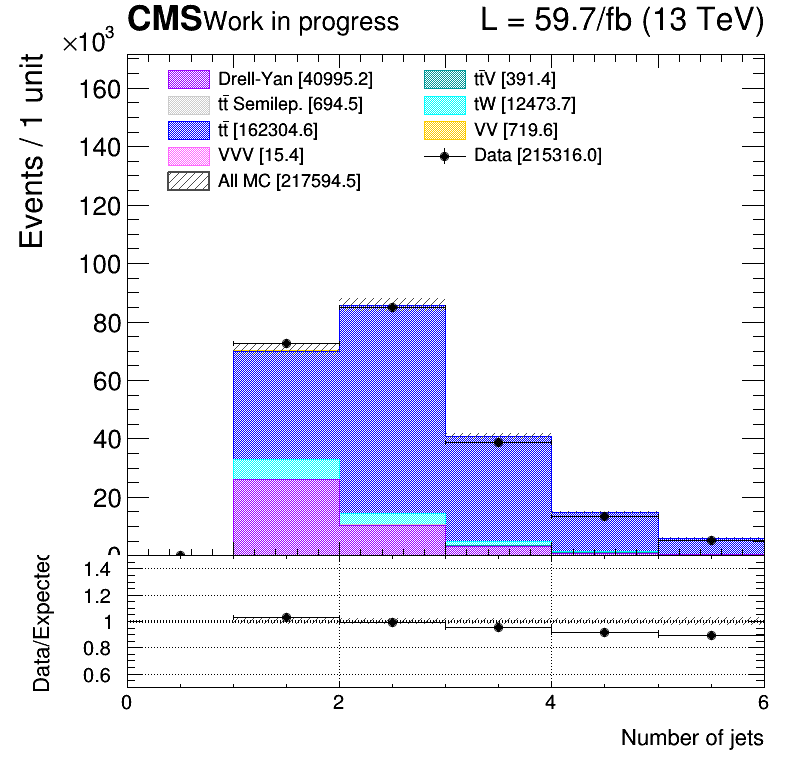 CMS Work in progress L = 59.7/fb (13 TeV)
×10³
Events / 1 unit
160
140
120
100
80
60
40
20
0
Drell-Yan [40995.2]
tt̄ Semilep. [694.5]
tt̄ [162304.6]
VVV [15.4]
All MC [217594.5]
tt̄V [391.4]
tW [12473.7]
VV [719.6]
Data [215316.0]
Data/Expected
1.4
1.2
1
0.8
0.6
0 2 4 6
Number of jets